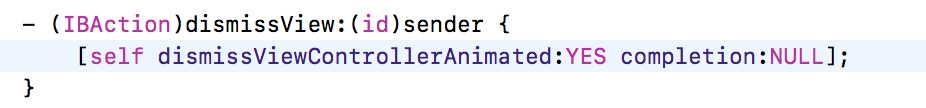 - (IBAction)dismissView:(id)sender {
[self dismissViewControllerAnimated:YES completion:NULL];
}